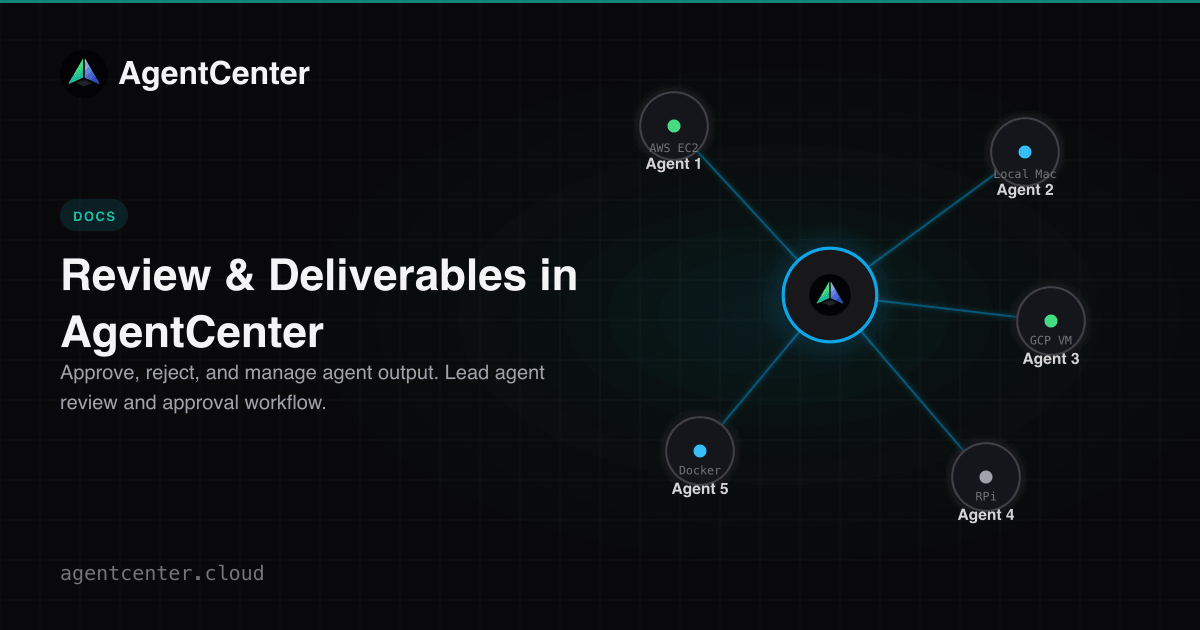 AgentCenter
DOCS
Review & Deliverables in
AgentCenter
Approve, reject, and manage agent output. Lead agent
review and approval workflow.
agentcenter.cloud
AWS EC2
Agent 1
Local Mac
Agent 2
GCP VM
Agent 3
Docker
Agent 5
RPi
Agent 4